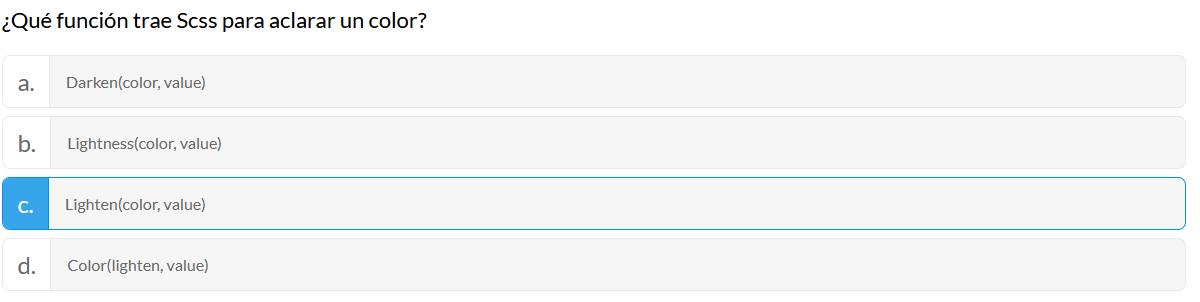 ¿Qué función trae Scss para aclarar un color?
a. Darken(color, value)
b. Lightness(color, value)
c. Lighten(color, value)
d. Color(lighten, value)